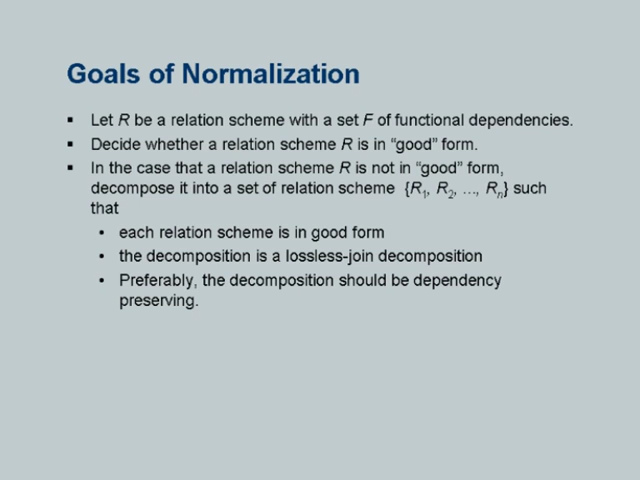 Goals of Normalization
▪ Let R be a relation scheme with a set F of functional dependencies.
▪ Decide whether a relation scheme R is in “good” form.
▪ In the case that a relation scheme R is not in “good” form,
decompose it into a set of relation scheme {R1, R2, ..., Rn} such
that
• each relation scheme is in good form
• the decomposition is a lossless-join decomposition
• Preferably, the decomposition should be dependency
preserving.